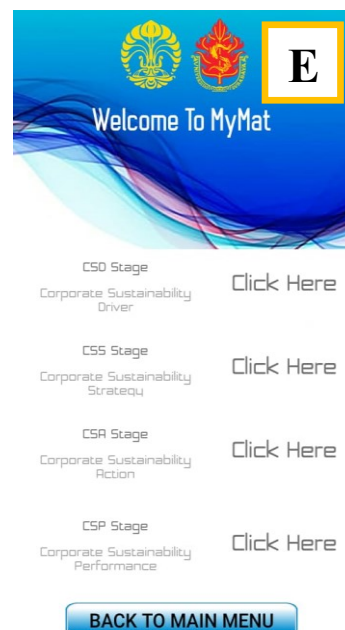 E
Welcome To MyMat
CSD Stage
Corporate Sustainability
Driver
Click Here
CSS Stage
Corporate Sustainability
Strategy
Click Here
CSA Stage
Corporate Sustainability
Action
Click Here
CSP Stage
Corporate Sustainability
Performance
Click Here
BACK TO MAIN MENU